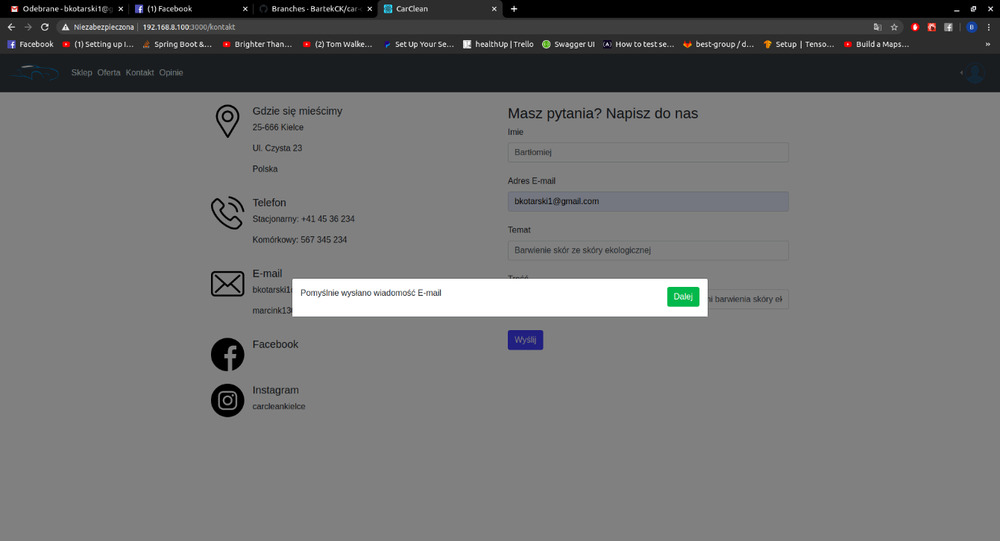 Odebrane - bkotarski1@g
(1) Facebook
Branches · BartekCK/car-c
CarClean
Niezabezpieczona | 192.168.8.100:3000/kontakt
B
Facebook
(1) Setting up I…
Spring Boot &…
Brighter Than…
(2) Tom Walke…
Set Up Your Se…
healthUp | Trello
Swagger UI
How to test se…
best-group / d…
Setup | Tenso…
Build a Maps…
»
Sklep Oferta Kontakt Opinie
Gdzie się mieścimy
25-666 Kielce
Ul. Czysta 23
Polska
Telefon
Stacjonarny: +41 45 36 234
Komórkowy: 567 345 234
E-mail
bkotarski1
marcink13
Facebook
Instagram
carcleankielce
Masz pytania? Napisz do nas
Imie
Bartłomiej
Adres E-mail
bkotarski1@gmail.com
Temat
Barwienie skór ze skóry ekologicznej
Treść
ni barwienia skóry ek
Wyślij
Pomyślnie wysłano wiadomość E-mail
Dalej